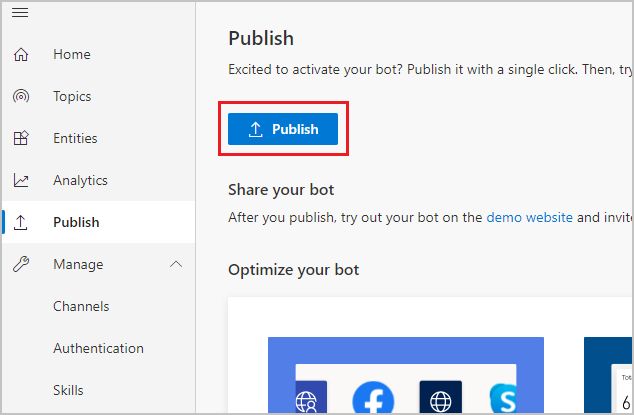 Home
Topics
Entities
Analytics
Publish
Manage
Channels
Authentication
Skills
Publish
Excited to activate your bot? Publish it with a single click. Then,
Publish
Share your bot
After you publish, try out your bot on the demo website and
Optimize your bot